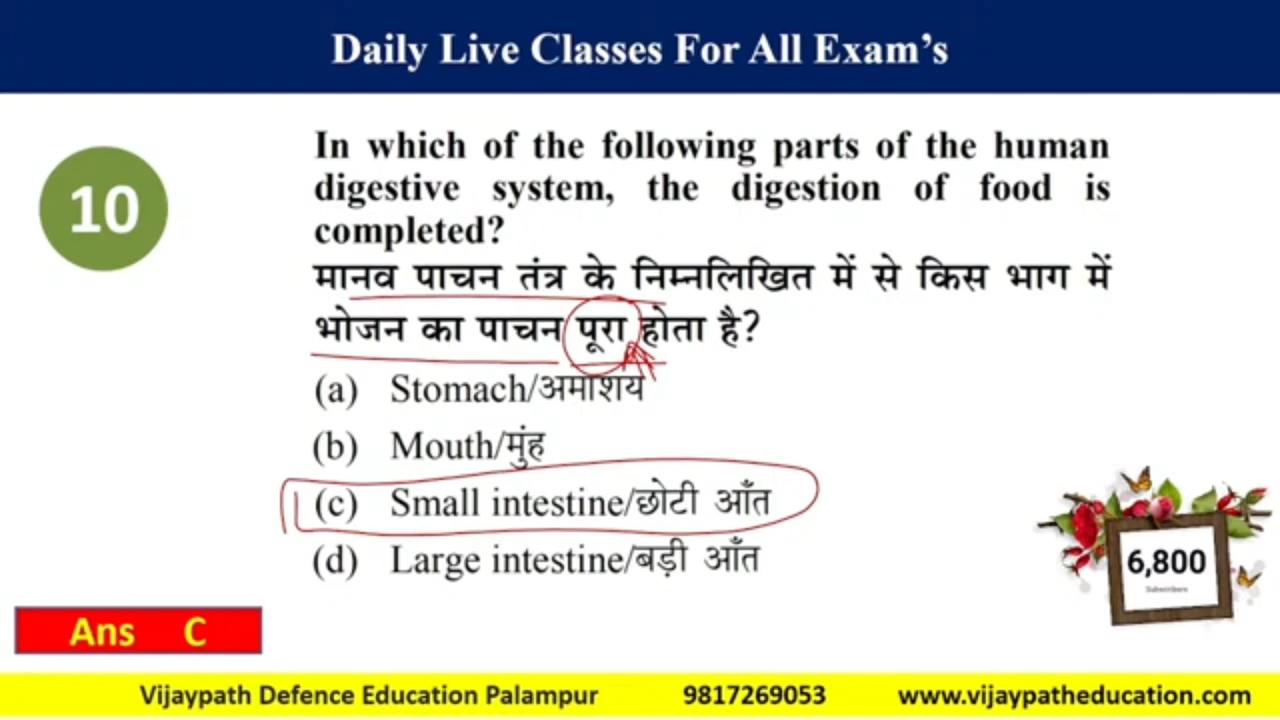 Daily Live Classes For All Exam's
10
In which of the following parts of the human
digestive system, the digestion of food is
completed?
मानव पाचन तंत्र के निम्नलिखित में से किस भाग में
भोजन का पाचन पूरा होता है?
(a) Stomach/अमाशय
(b) Mouth/मुंह
(c) Small intestine/छोटी आँत
(d) Large intestine/बड़ी आँत
6,800
Subscribers
Ans C
Vijaypath Defence Education Palampur 9817269053 www.vijaypatheducation.com